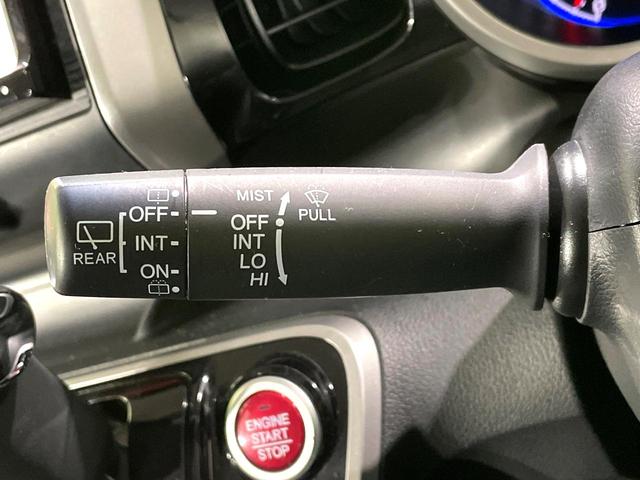 REAR
OFF
INT
ON
MIST
OFF
INT
LO
HI
PULL
ENGINE
START
STOP